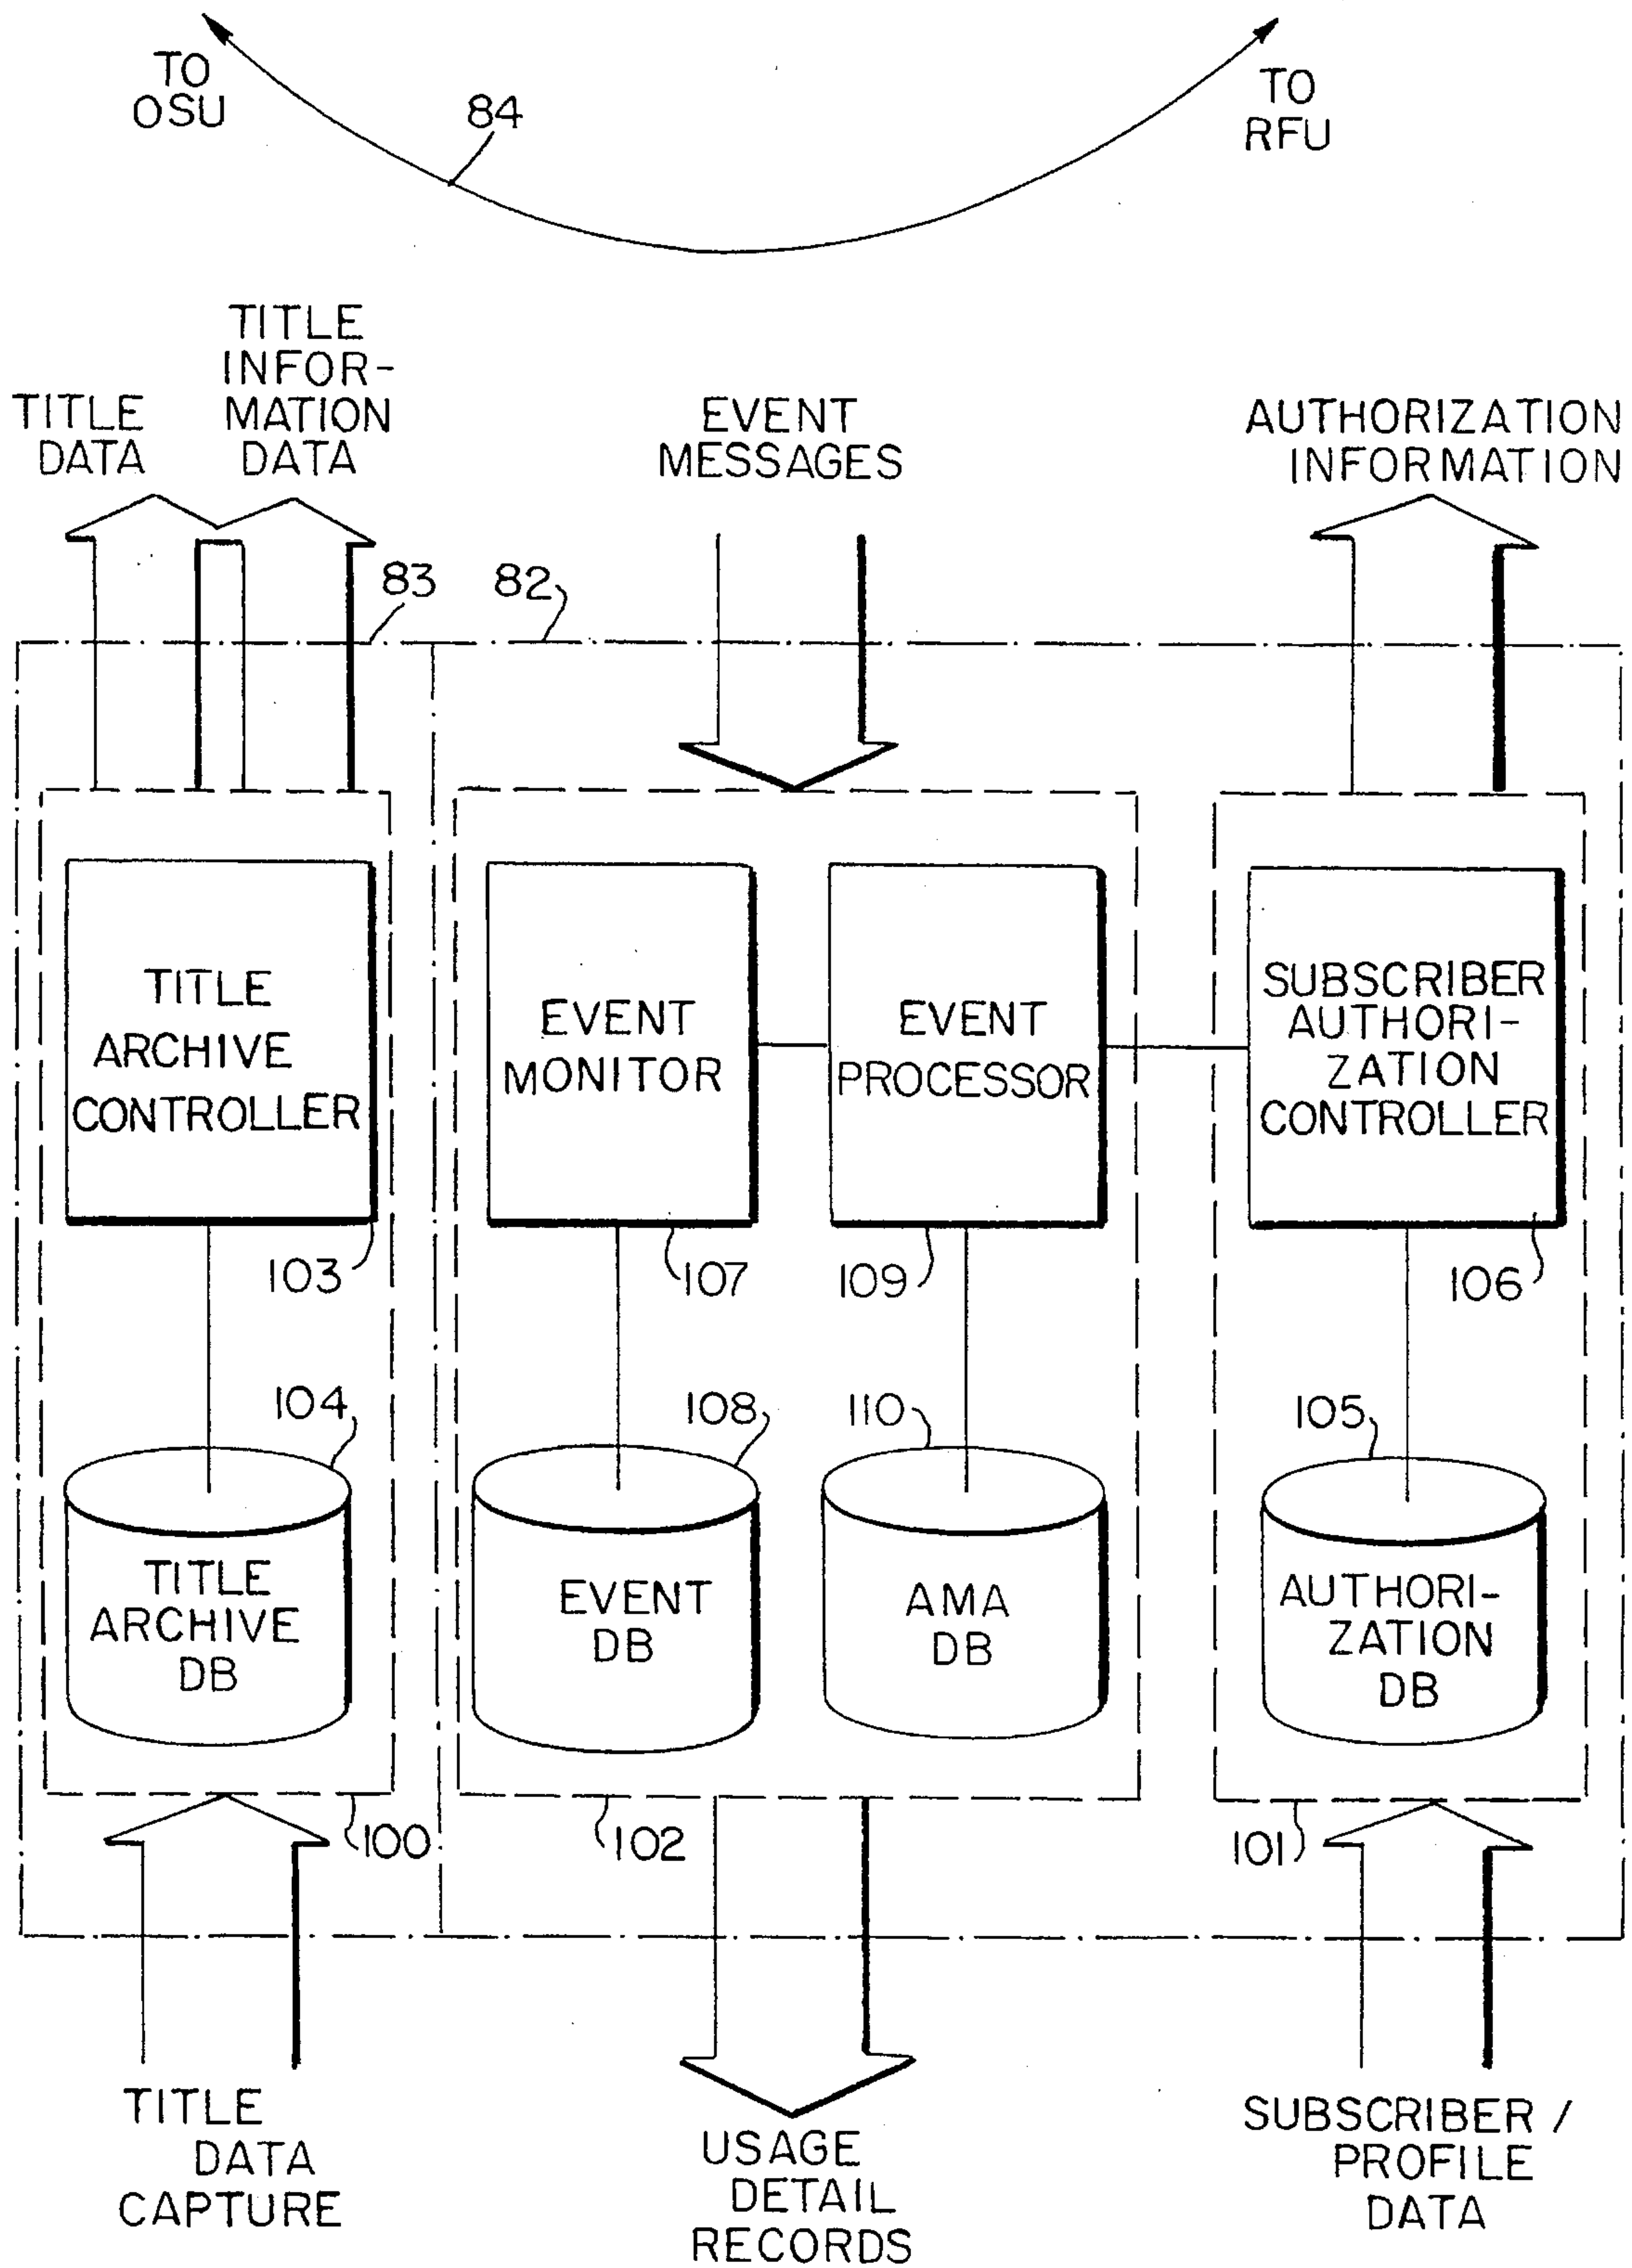 TO
OSU
84
TO
RFU
TITLE
DATA
TITLE
INFOR-
MATION
DATA
EVENT
MESSAGES
AUTHORIZATION
INFORMATION
83
82
TITLE
ARCHIVE
CONTROLLER
EVENT
MONITOR
EVENT
PROCESSOR
SUBSCRIBER
AUTHORI-
ZATION
CONTROLLER
103
107
109
106
104
108
110
105
TITLE
ARCHIVE
DB
EVENT
DB
AMA
DB
AUTHORI-
ZATION
DB
100
102
101
TITLE
DATA
CAPTURE
USAGE
DETAIL
RECORDS
SUBSCRIBER /
PROFILE
DATA